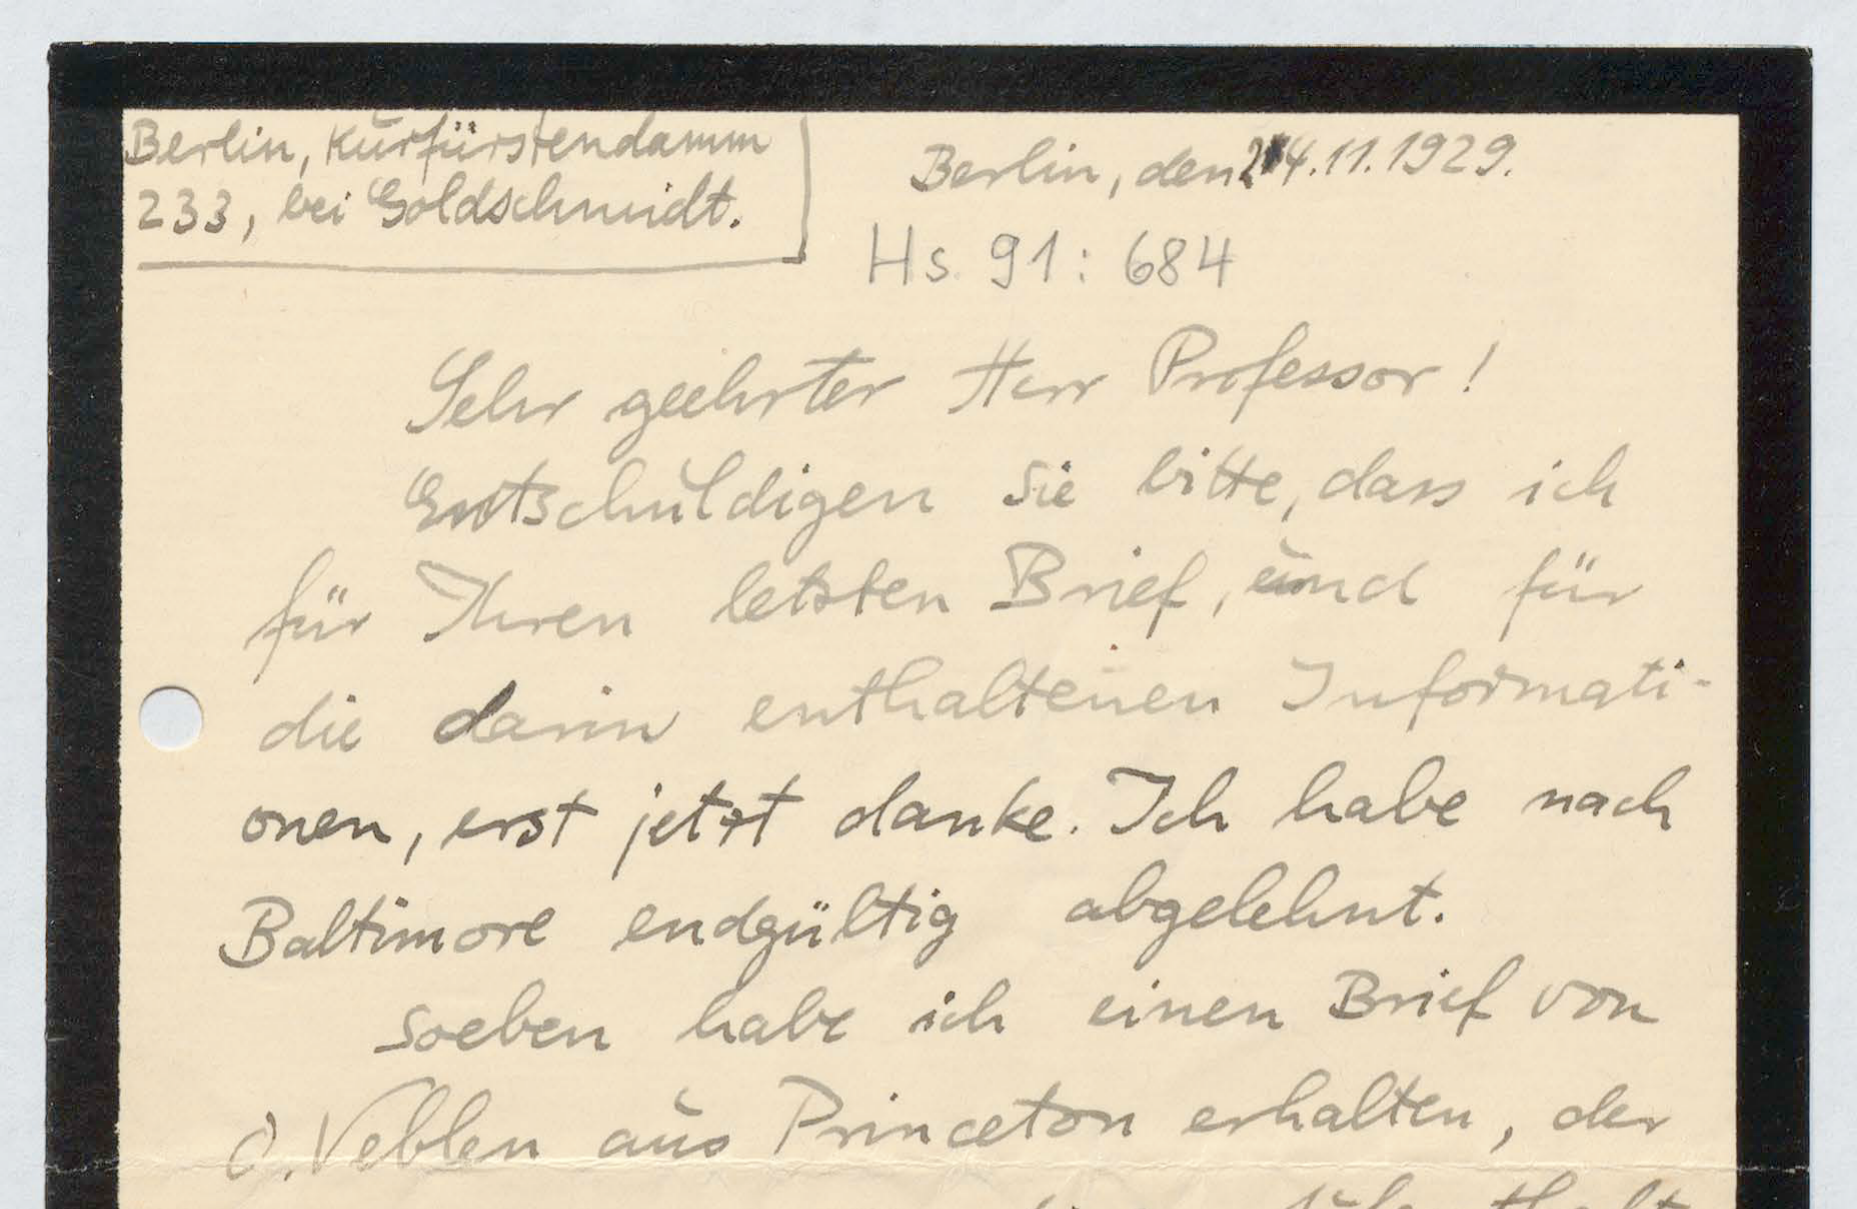 Berlin, Kurfürstendamm
233, bei Goldschmidt.
Berlin, den 24.11.1929.
Hs. 91: 684
Sehr geehrter Herr Professor!
Entschuldigen Sie bitte, dass ich
für Ihren letzten Brief, und für
die darin enthaltenen Informati-
onen, erst jetzt danke. Ich habe nach
Baltimore endgültig abgelehnt.
Soeben habe ich einen Brief von
O. Veblen aus Princeton erhalten, der